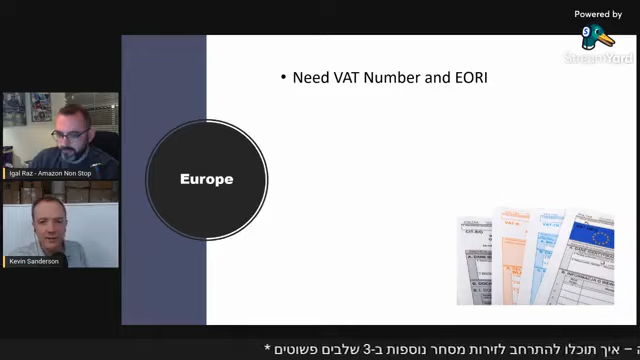 Powered by
StreamYard
• Need VAT Number and EORI
Europe
Igal Raz - Amazon Non Stop
Kevin Sanderson
– איך תוכלו להתרחב לזירות מסחר נוספות ב-3 שלבים פשוטים *